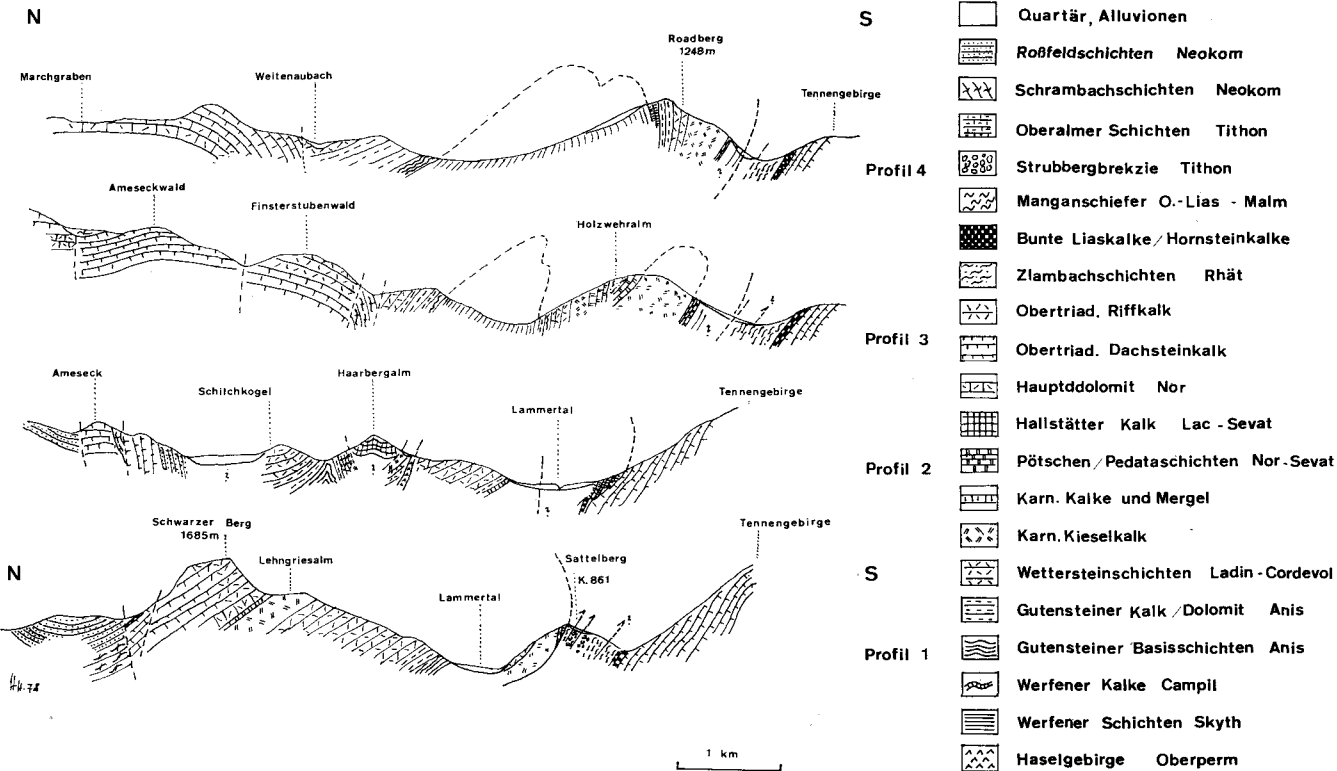 N
S
Roadberg
1248m
Marchgraben
Weitenaubach
Tennengebirge
Profil 4
Ameseckwald
Finsterstubenwald
Holzwehralm
Profil 3
Ameseck
Schilchkogel
Haarbergalm
Lammertal
Tennengebirge
Profil 2
Schwarzer Berg
1685m
Lehngriesalm
Lammertal
Sattelberg
K. 861
Tennengebirge
N
S
Profil 1
HH.78
1 km
Quartär, Alluvionen
Roßfeldschichten Neokom
Schrambachschichten Neokom
Oberalmer Schichten Tithon
Strubbergbrekzie Tithon
Manganschiefer O.-Lias - Malm
Bunte Liaskalke/Hornsteinkalke
Zlambachschichten Rhät
Obertriad. Riffkalk
Obertriad. Dachsteinkalk
Hauptddolomit Nor
Hallstätter Kalk Lac-Sevat
Pötschen/Pedataschichten Nor-Sevat
Karn. Kalke und Mergel
Karn. Kieselkalk
Wettersteinschichten Ladin-Cordevol
Gutensteiner Kalk/Dolomit Anis
Gutensteiner Basisschichten Anis
Werfener Kalke Campil
Werfener Schichten Skyth
Haselgebirge Oberperm